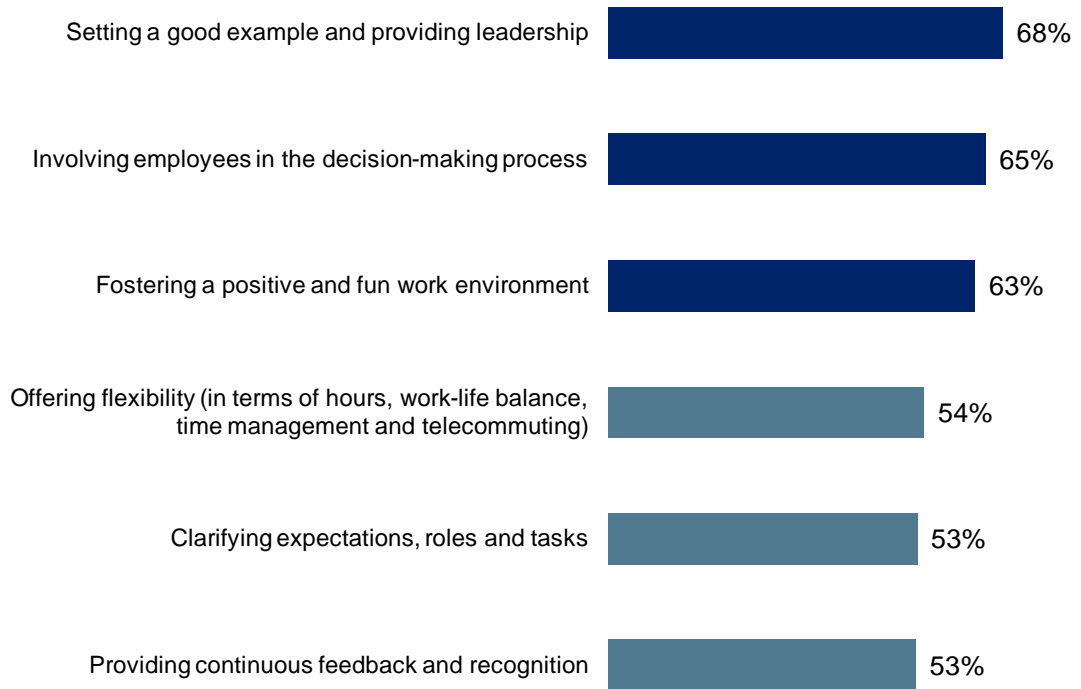 Setting a good example and providing leadership 68%
Involving employees in the decision-making process 65%
Fostering a positive and fun work environment 63%
Offering flexibility (in terms of hours, work-life balance,
time management and telecommuting) 54%
Clarifying expectations, roles and tasks 53%
Providing continuous feedback and recognition 53%